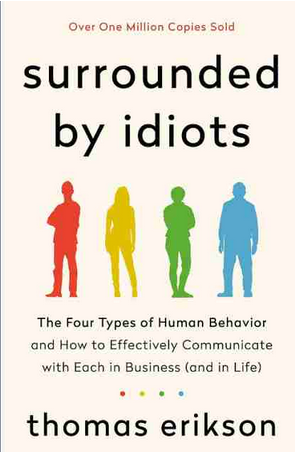 Over One Million Copies Sold
surrounded
by idiots
The Four Types of Human Behavior
and How to Effectively Communicate
with Each in Business (and in Life)
thomas erikson